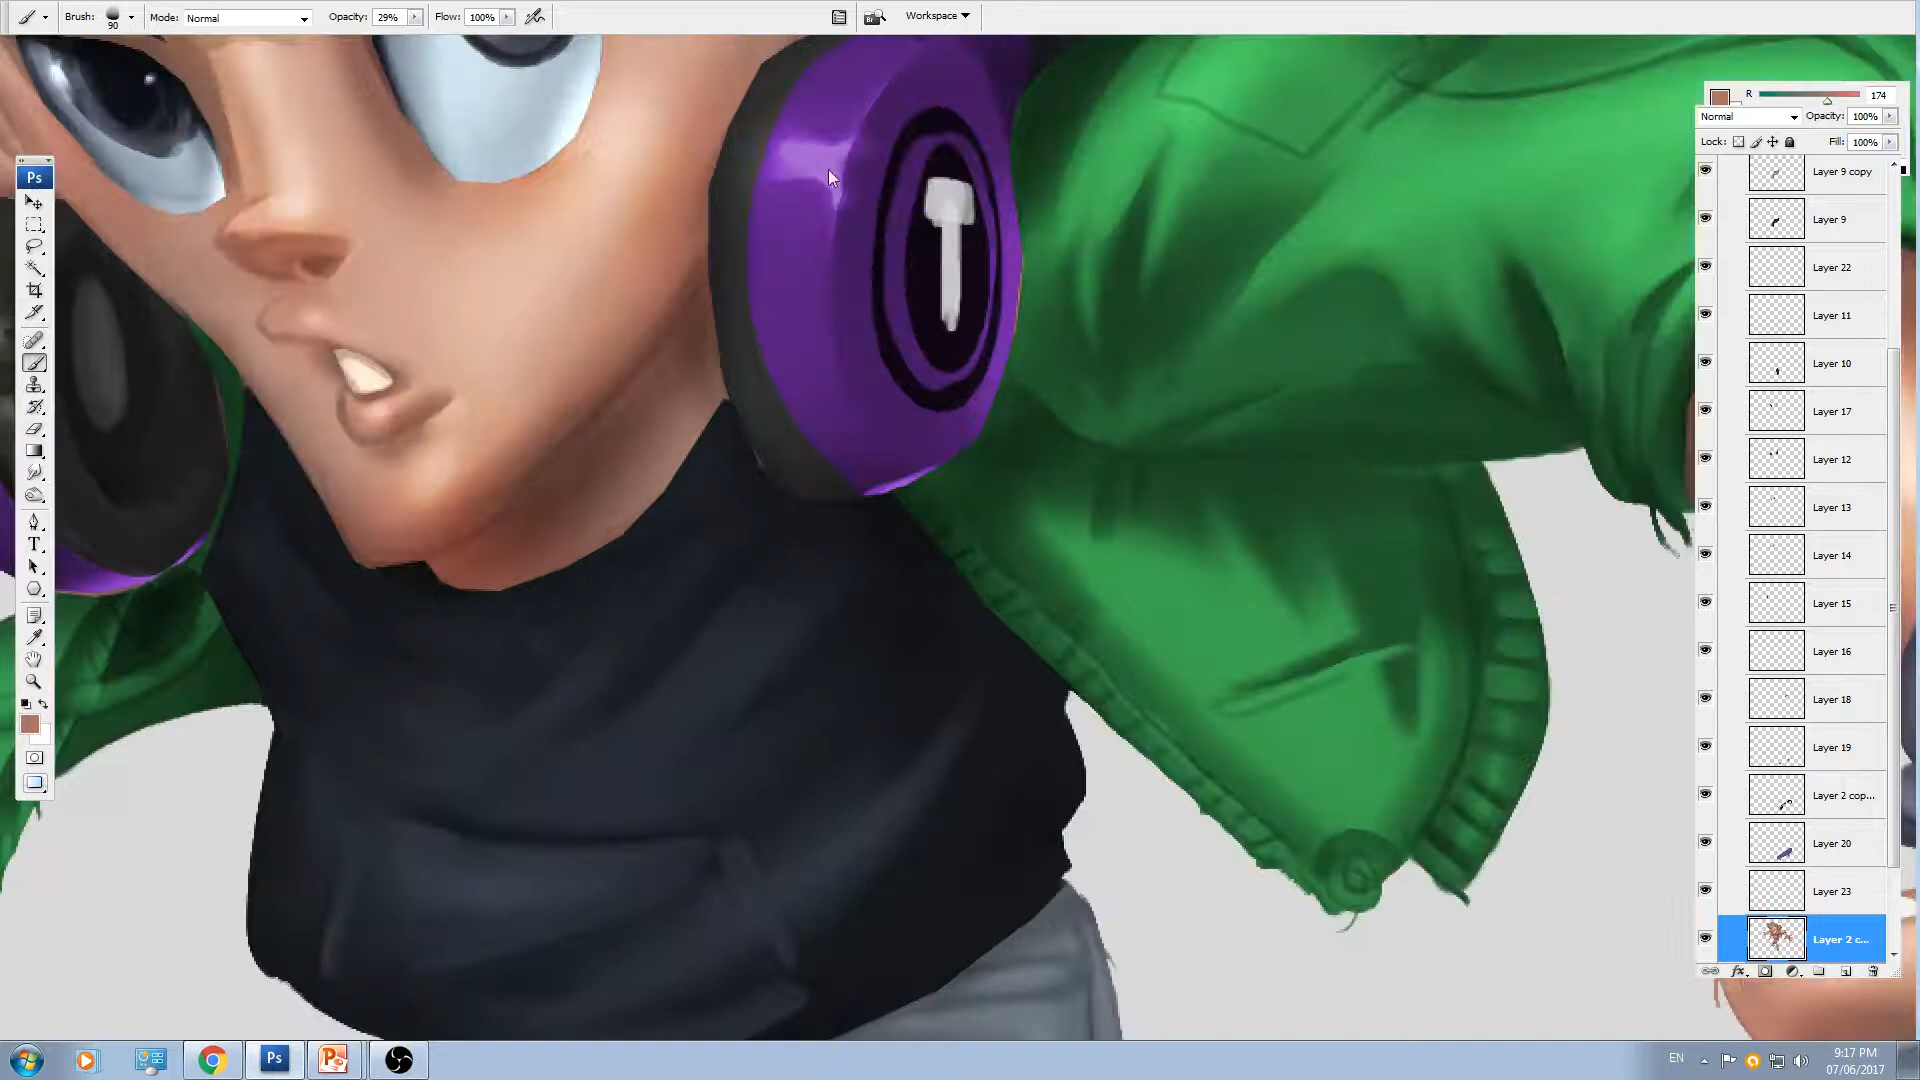 Brush:
90
Mode: Normal
Opacity: 29%
Flow: 100%
Br
Workspace
R 174
Normal
Opacity: 100%
Lock:
Fill: 100%
Ps
T
Layer 9 copy
Layer 9
Layer 22
Layer 11
Layer 10
Layer 17
Layer 12
Layer 13
Layer 14
Layer 15
Layer 16
Layer 18
Layer 19
Layer 2 cop...
Layer 20
Layer 23
Layer 2 c...
fx
Ps
P
EN
9:17 PM
07/06/2017